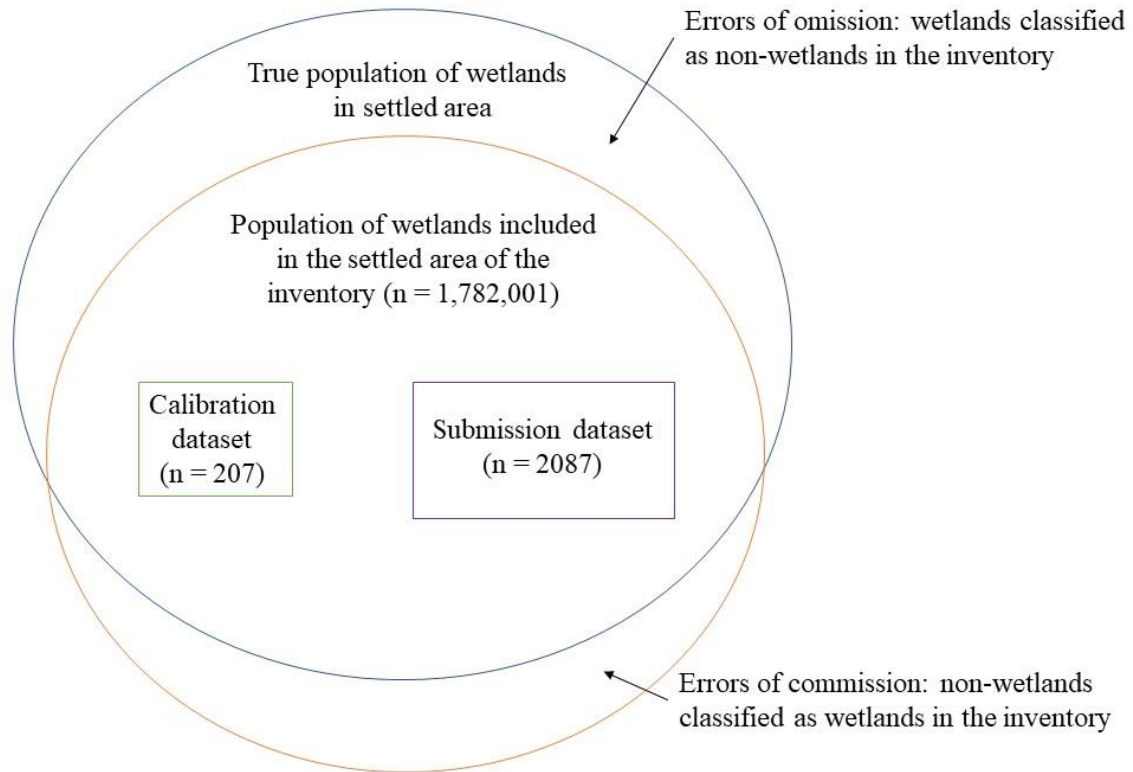 Errors of omission: wetlands classified
as non-wetlands in the inventory
True population of wetlands
in settled area
Population of wetlands included
in the settled area of the
inventory (n = 1,782,001)
Calibration
dataset
(n = 207)
Submission dataset
(n = 2087)
Errors of commission: non-wetlands
classified as wetlands in the inventory